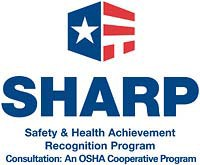 SHARP
Safety & Health Achievement
Recognition Program
Consultation: An OSHA Cooperative Program